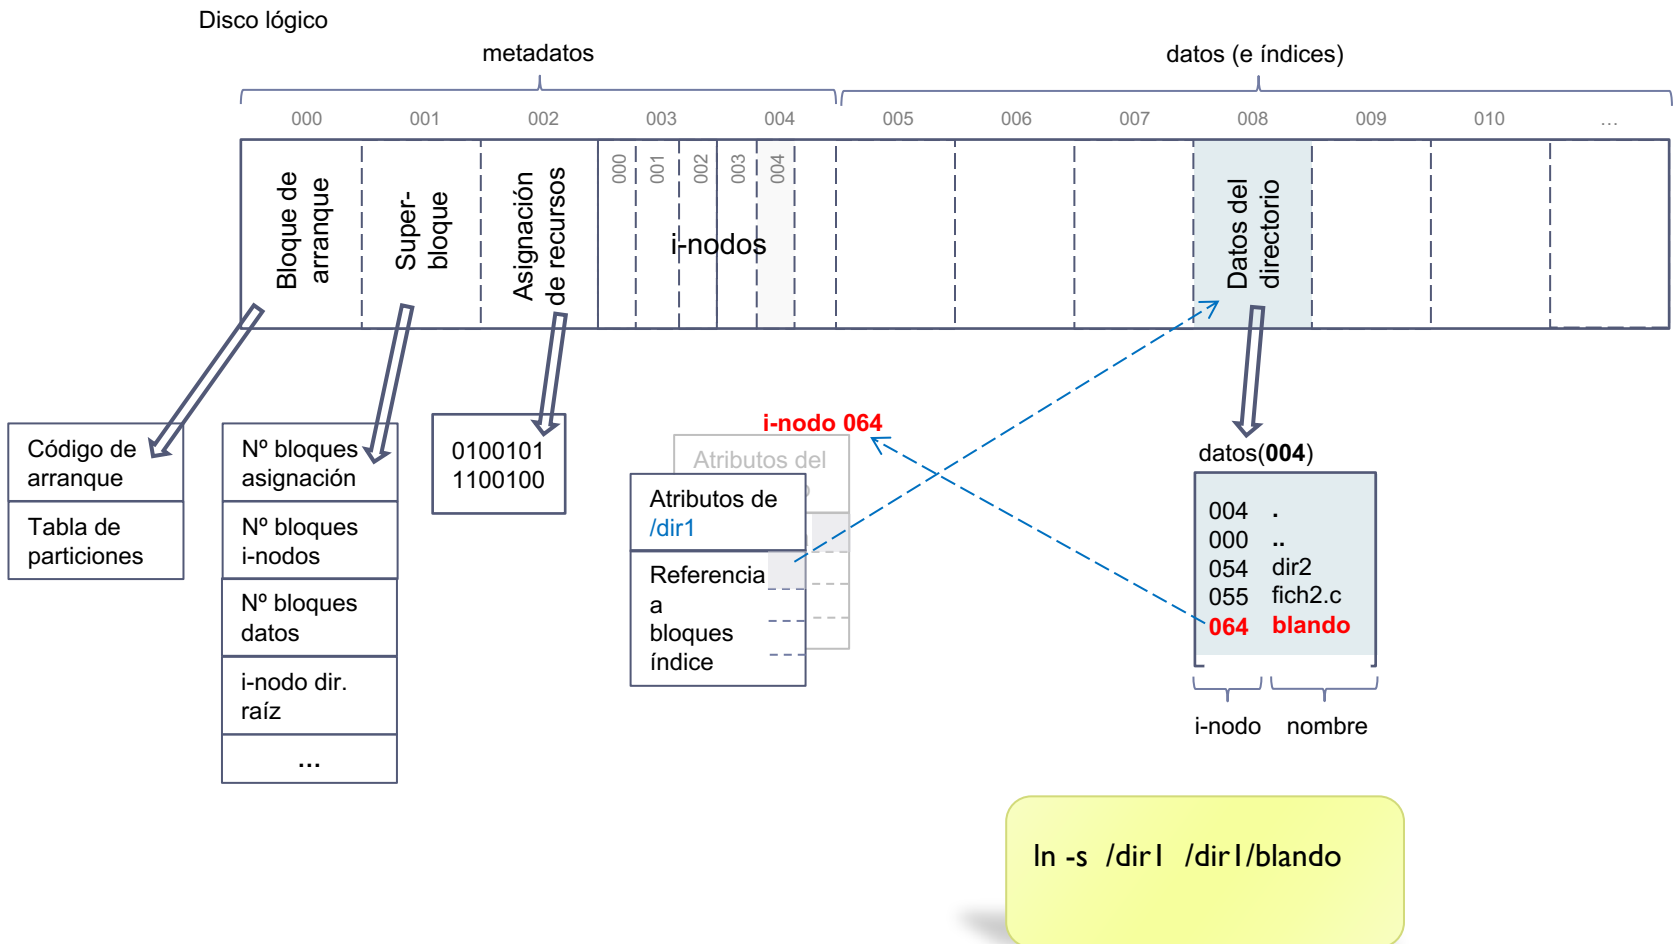 Disco lógico
metadatos
datos (e índices)
000 001 002 003 004 005 006 007 008 009 010 ...
Bloque de
arranque
Super-
bloque
Asignación
de recursos
000 001 002 003 004
i-nodos
Datos del
directorio
Código de
arranque
Tabla de
particiones
Nº bloques
asignación
Nº bloques
i-nodos
Nº bloques
datos
i-nodo dir.
raíz
...
0100101
1100100
i-nodo 064
Atributos del
Atributos de
/dir1
Referencia
a
bloques
índice
datos(004)
004 .
000 ..
054 dir2
055 fich2.c
064 blando
i-nodo nombre
ln -s /dir1 /dir1/blando